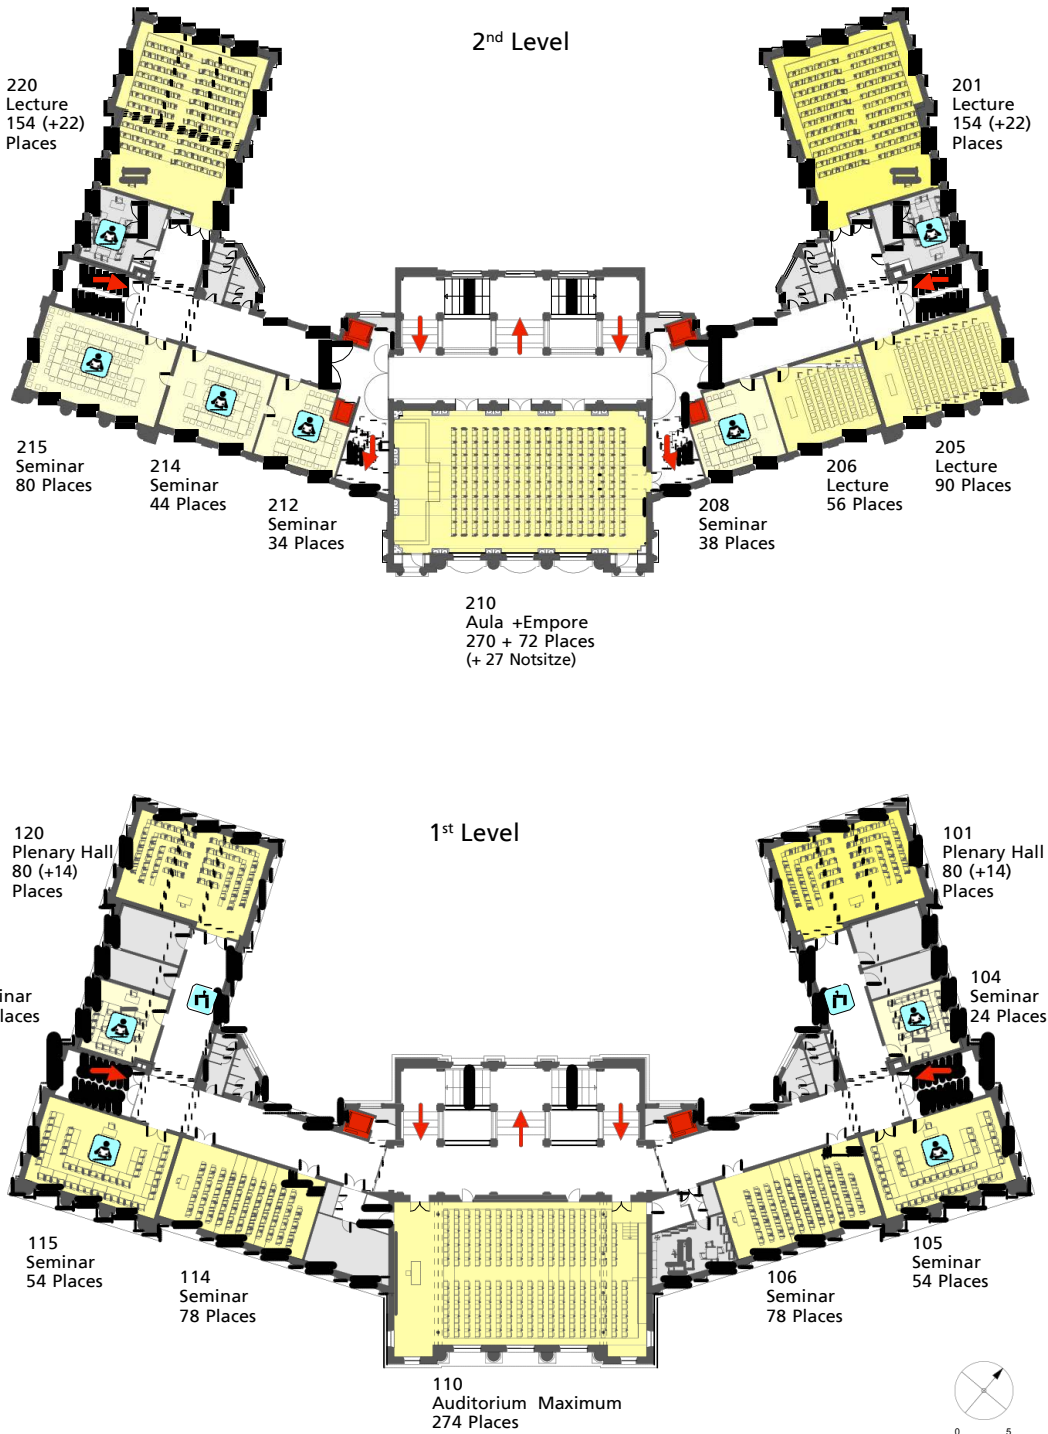 2nd Level
220
Lecture
154 (+22)
Places
201
Lecture
154 (+22)
Places
215
Seminar
80 Places
214
Seminar
44 Places
212
Seminar
34 Places
208
Seminar
38 Places
206
Lecture
56 Places
205
Lecture
90 Places
210
Aula +Empore
270 + 72 Places
(+ 27 Notsitze)
1st Level
120
Plenary Hall
80 (+14)
Places
101
Plenary Hall
80 (+14)
Places
inar
laces
104
Seminar
24 Places
115
Seminar
54 Places
114
Seminar
78 Places
106
Seminar
78 Places
105
Seminar
54 Places
110
Auditorium Maximum
274 Places
0 5